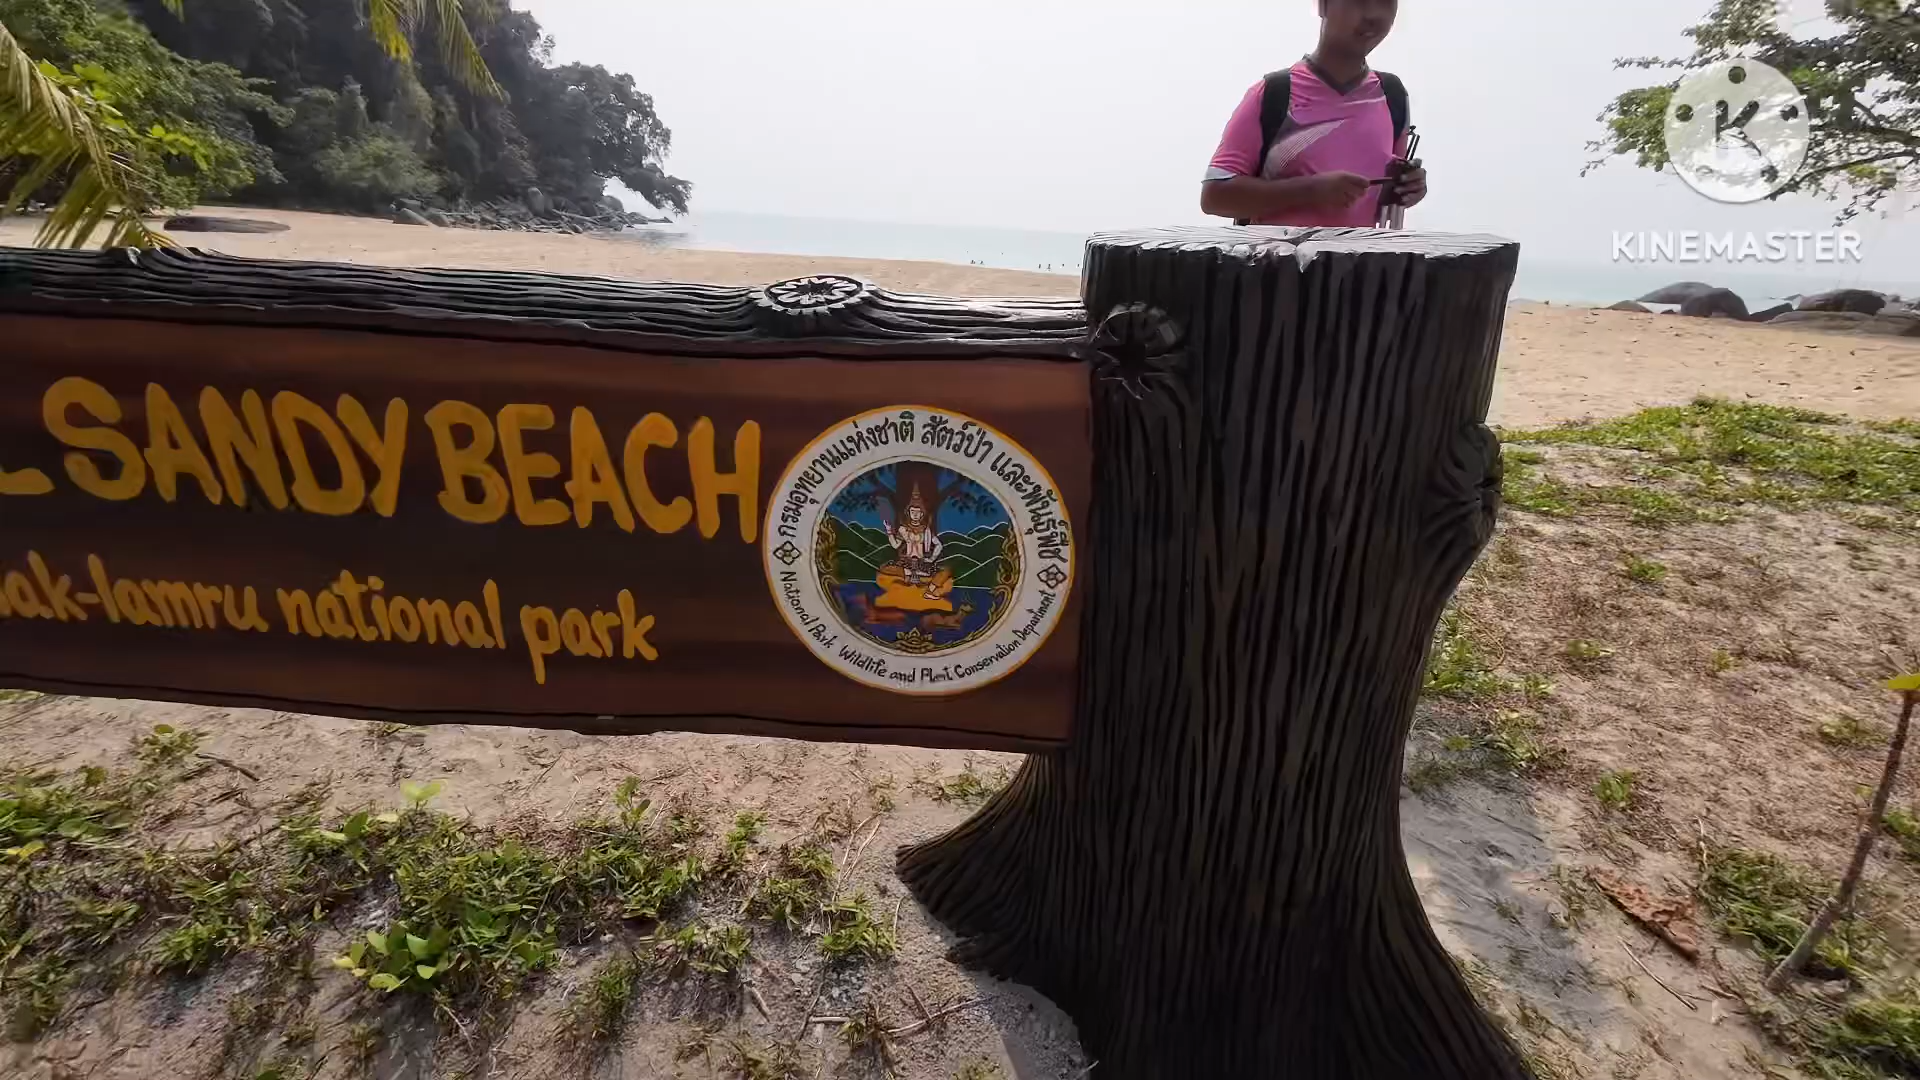 SANDY BEACH
lak-lamru national park
กรมอุทยานแห่งชาติ สัตว์ป่า และพันธุ์พืช
National Park Wildlife and Plant Conservation Department
KINEMASTER